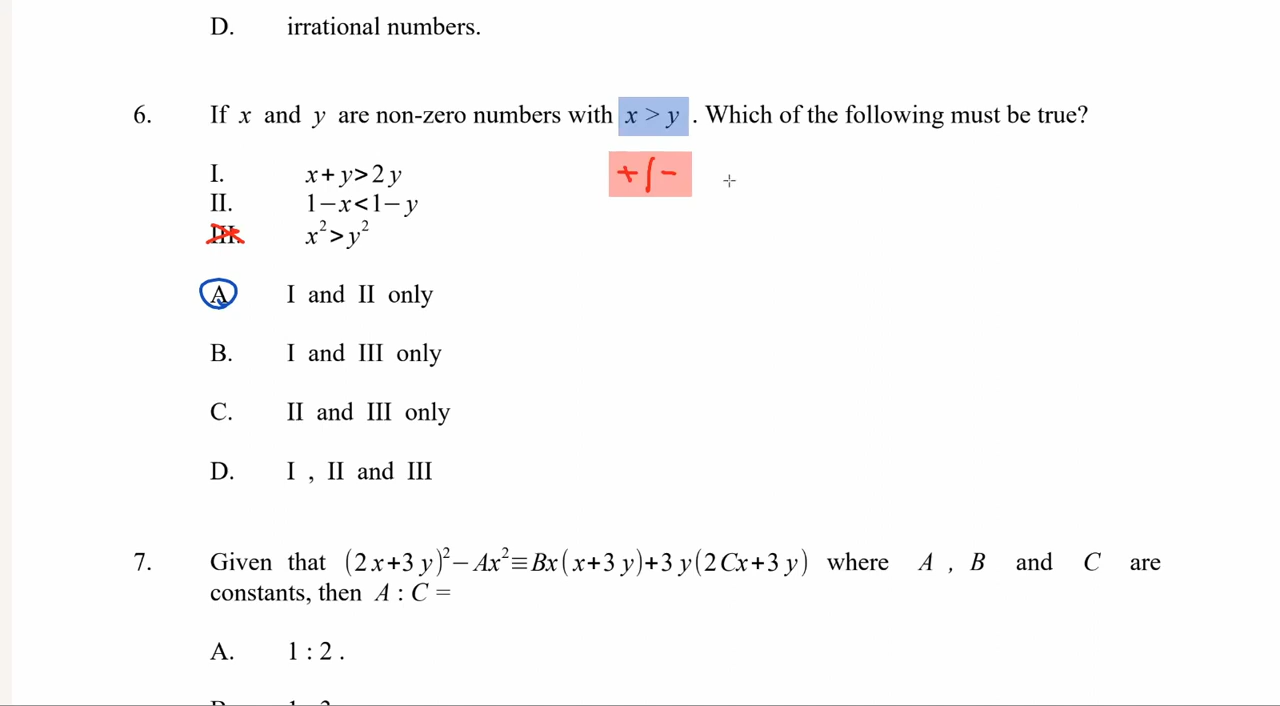 D. irrational numbers.
6. If x and y are non-zero numbers with x > y . Which of the following must be true?
I. x+y>2y
+/-
II. 1−x<1−y
III. x²>y²
A I and II only
B. I and III only
C. II and III only
D. I , II and III
7. Given that (2x+3y)²−Ax²≡Bx(x+3y)+3y(2Cx+3y) where A , B and C are
constants, then A : C =
A. 1 : 2 .